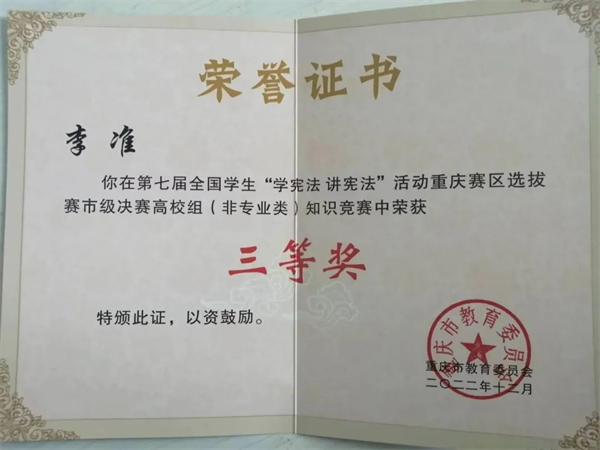 荣誉证书
李准
你在第七届全国学生“学宪法 讲宪法”活动重庆赛区选拔
赛市级决赛高校组（非专业类）知识竞赛中荣获
三等奖
特颁此证，以资鼓励。
重庆市教育委员会
重庆市教育委员会
二〇二二年十二月